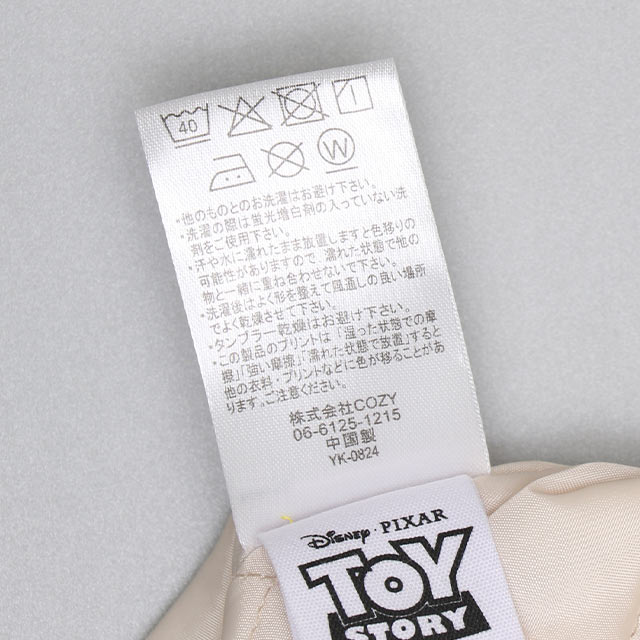 40
W
*他のものとのお洗濯はお避け下さい。
*洗濯の際は蛍光増白剤の入っていない洗
剤をご使用下さい。
*汗や水に濡れたまま放置しますと色移りの
可能性がありますので、濡れた状態で他の
物と一緒に重ね合わせないで下さい。
*洗濯後はよく形を整えて風通しの良い場所
でよく乾燥させて下さい。
*タンブラー乾燥はお避け下さい。
*この製品のプリントは「湿った状態での摩
擦」「強い摩擦」「濡れた状態で放置」すると
他の衣料・プリントなどに色が移ることがあ
ります。ご注意ください。
株式会社COZY
06-6125-1215
中国製
YK-0824
Disney · PIXAR
TOY
STORY